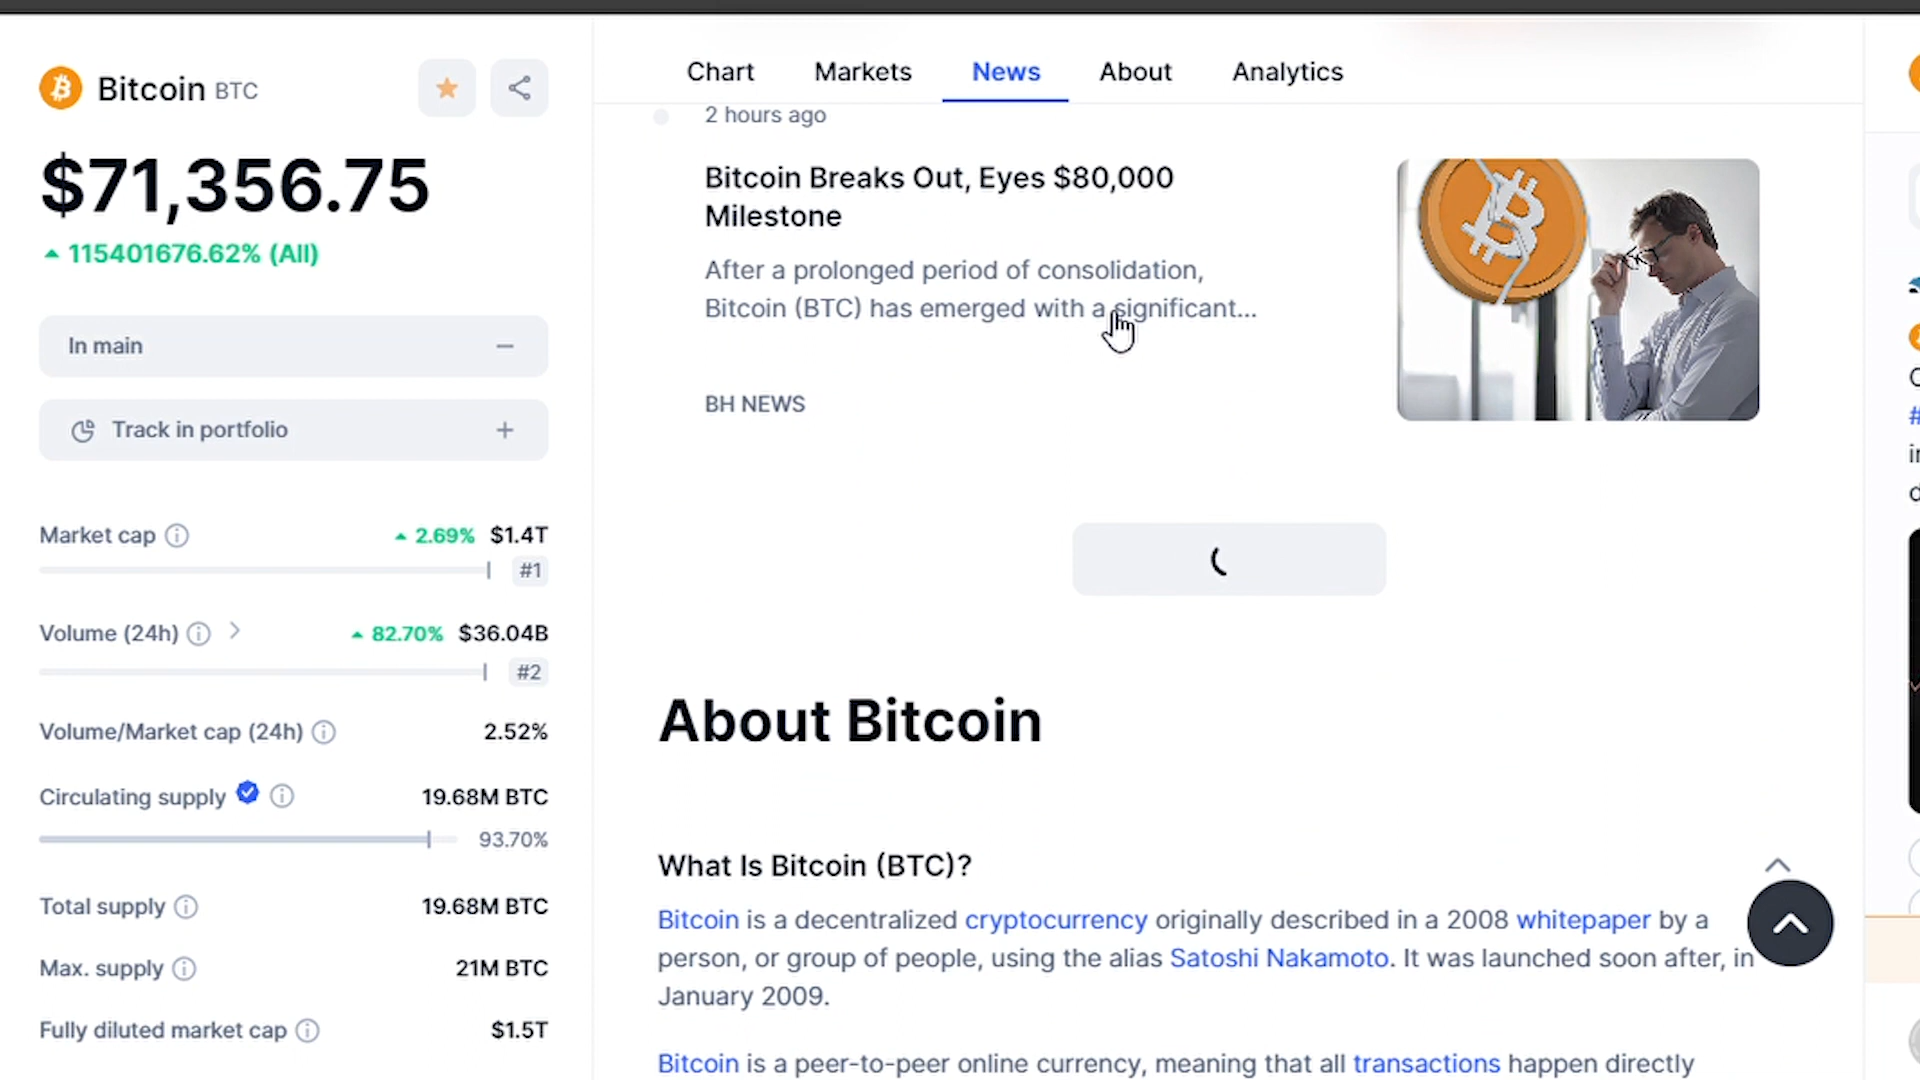 Bitcoin BTC
$71,356.75
115401676.62% (All)
In main
Track in portfolio
Market cap 2.69% $1.4T
#1
Volume (24h) 82.70% $36.04B
#2
Volume/Market cap (24h) 2.52%
Circulating supply 19.68M BTC
93.70%
Total supply 19.68M BTC
Max. supply 21M BTC
Fully diluted market cap $1.5T
Chart Markets News About Analytics
2 hours ago
Bitcoin Breaks Out, Eyes $80,000
Milestone
After a prolonged period of consolidation,
Bitcoin (BTC) has emerged with a significant...
BH NEWS
About Bitcoin
What Is Bitcoin (BTC)?
Bitcoin is a decentralized cryptocurrency originally described in a 2008 whitepaper by a
person, or group of people, using the alias Satoshi Nakamoto. It was launched soon after, in
January 2009.
Bitcoin is a peer-to-peer online currency, meaning that all transactions happen directly